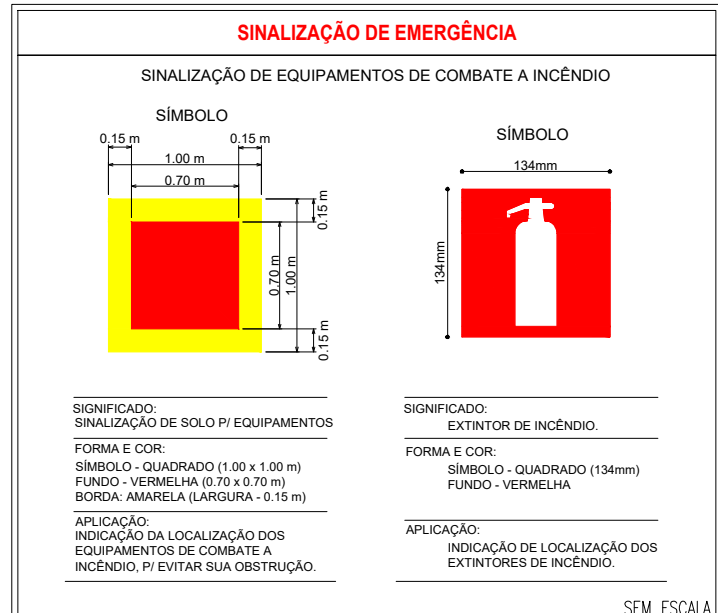 SINALIZAÇÃO DE EMERGÊNCIA
SINALIZAÇÃO DE EQUIPAMENTOS DE COMBATE A INCÊNDIO
SÍMBOLO
0.15 m
0.15 m
1.00 m
0.70 m
0.15 m
0.70 m
1.00 m
0.15 m
SIGNIFICADO:
SINALIZAÇÃO DE SOLO P/ EQUIPAMENTOS
FORMA E COR:
SÍMBOLO - QUADRADO (1.00 x 1.00 m)
FUNDO - VERMELHA (0.70 x 0.70 m)
BORDA: AMARELA (LARGURA - 0.15 m)
APLICAÇÃO:
INDICAÇÃO DA LOCALIZAÇÃO DOS
EQUIPAMENTOS DE COMBATE A
INCÊNDIO, P/ EVITAR SUA OBSTRUÇÃO.
SÍMBOLO
134mm
134mm
SIGNIFICADO:
EXTINTOR DE INCÊNDIO.
FORMA E COR:
SÍMBOLO - QUADRADO (134mm)
FUNDO - VERMELHA
APLICAÇÃO:
INDICAÇÃO DE LOCALIZAÇÃO DOS
EXTINTORES DE INCÊNDIO.
SEM ESCALA